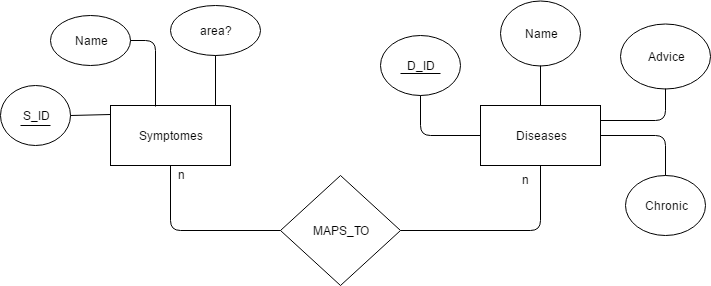 Name
area?
S_ID
Symptomes
n
MAPS_TO
Name
D_ID
Advice
Diseases
n
Chronic